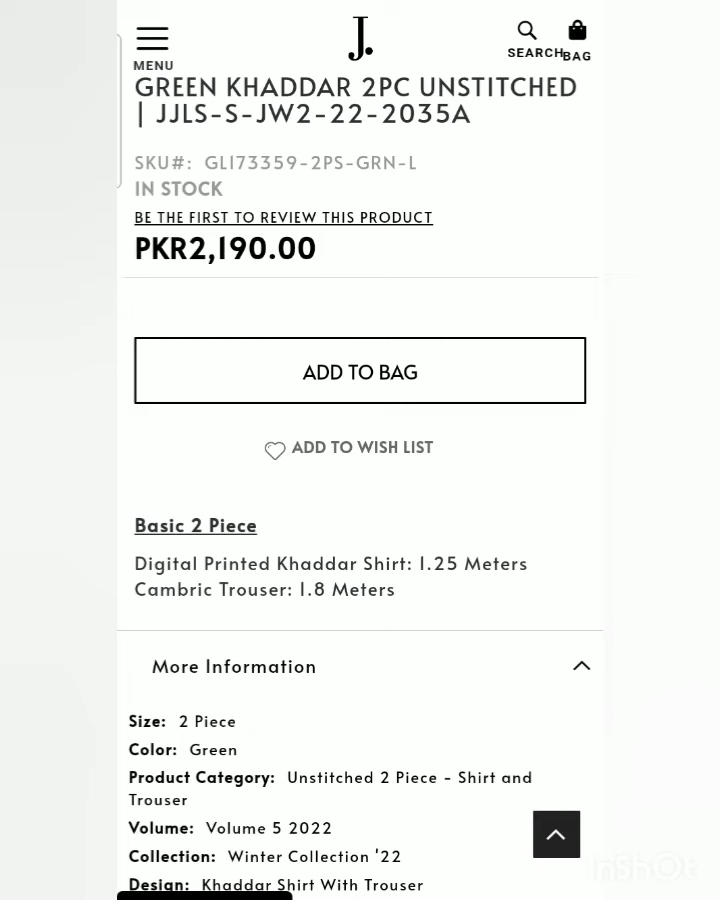 J.
SEARCH
BAG
MENU
GREEN KHADDAR 2PC UNSTITCHED
| JJLS-S-JW2-22-2035A
SKU#: GL173359-2PS-GRN-L
IN STOCK
BE THE FIRST TO REVIEW THIS PRODUCT
PKR2,190.00
ADD TO BAG
ADD TO WISH LIST
Basic 2 Piece
Digital Printed Khaddar Shirt: 1.25 Meters
Cambric Trouser: 1.8 Meters
More Information
Size: 2 Piece
Color: Green
Product Category: Unstitched 2 Piece - Shirt and
Trouser
Volume: Volume 5 2022
Collection: Winter Collection '22
Design: Khaddar Shirt With Trouser
InShOt